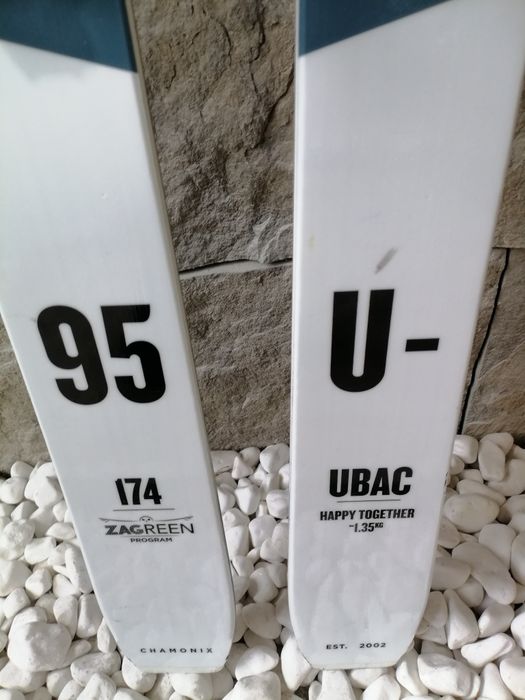 95
174
ZAGREEN
PROGRAM
CHAMONIX
U-
UBAC
HAPPY TOGETHER
~1.35KG
EST. 2002